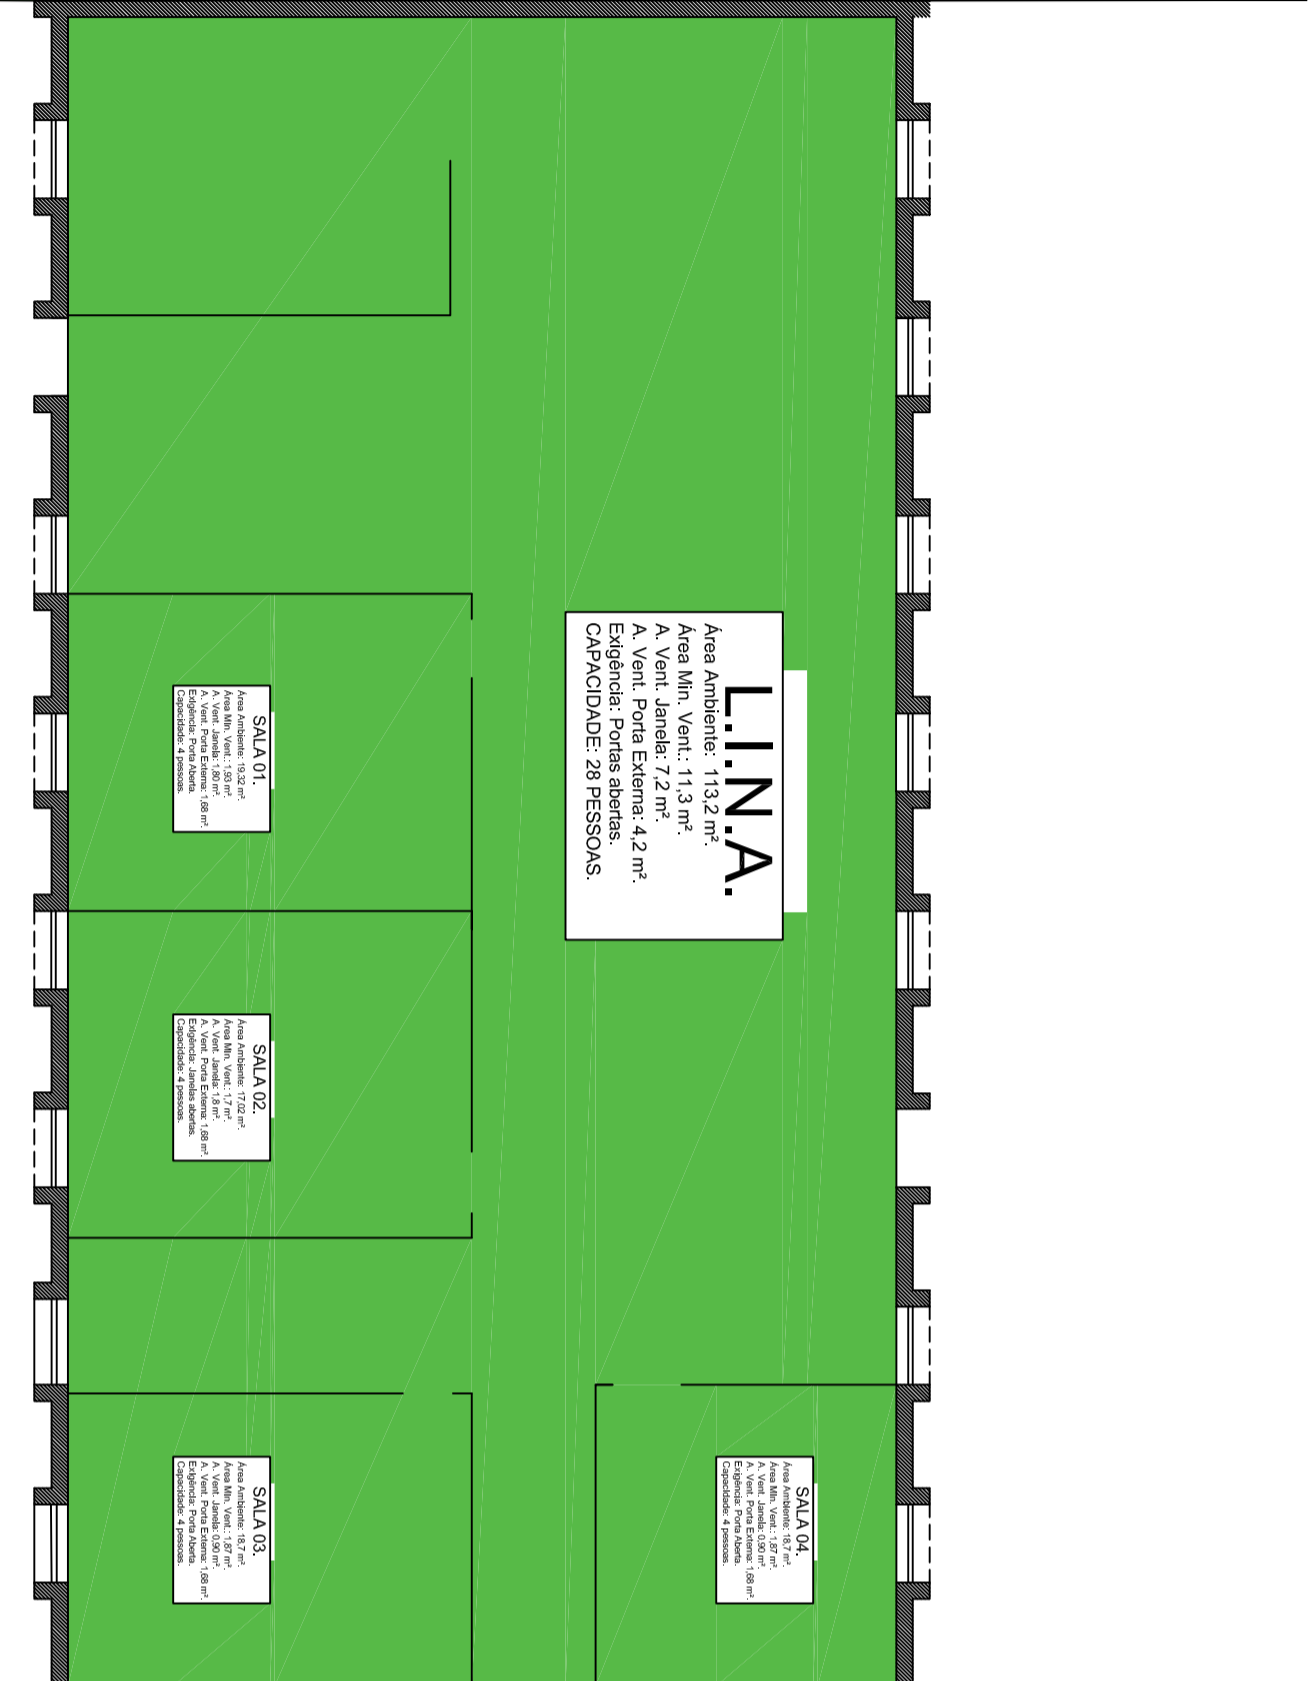 L.I.N.A.
Área Ambiente: 113,2 m².
Área Min. Vent.: 11,3 m².
A. Vent. Janela: 7,2 m².
A. Vent. Porta Externa: 4,2 m².
Exigência: Portas abertas.
CAPACIDADE: 28 PESSOAS.
SALA 01.
Área Ambiente: 19,32 m².
Área Min. Vent.: 1,93 m².
A. Vent. Janela: 1,80 m².
A. Vent. Porta Externa: 1,68 m².
Exigência: Porta Aberta.
Capacidade: 4 pessoas.
SALA 02.
Área Ambiente: 17,02 m².
Área Min. Vent.: 1,7 m².
A. Vent. Janela: 1,8 m².
A. Vent. Porta Externa: 1,68 m².
Exigência: Janelas abertas.
Capacidade: 4 pessoas.
SALA 03.
Área Ambiente: 18,7 m².
Área Min. Vent.: 1,87 m².
A. Vent. Janela: 0,90 m².
A. Vent. Porta Externa: 1,68 m².
Exigência: Porta Aberta.
Capacidade: 4 pessoas.
SALA 04.
Área Ambiente: 18,7 m².
Área Min. Vent.: 1,87 m².
A. Vent. Janela: 0,90 m².
A. Vent. Porta Externa: 1,68 m².
Exigência: Porta Aberta.
Capacidade: 4 pessoas.